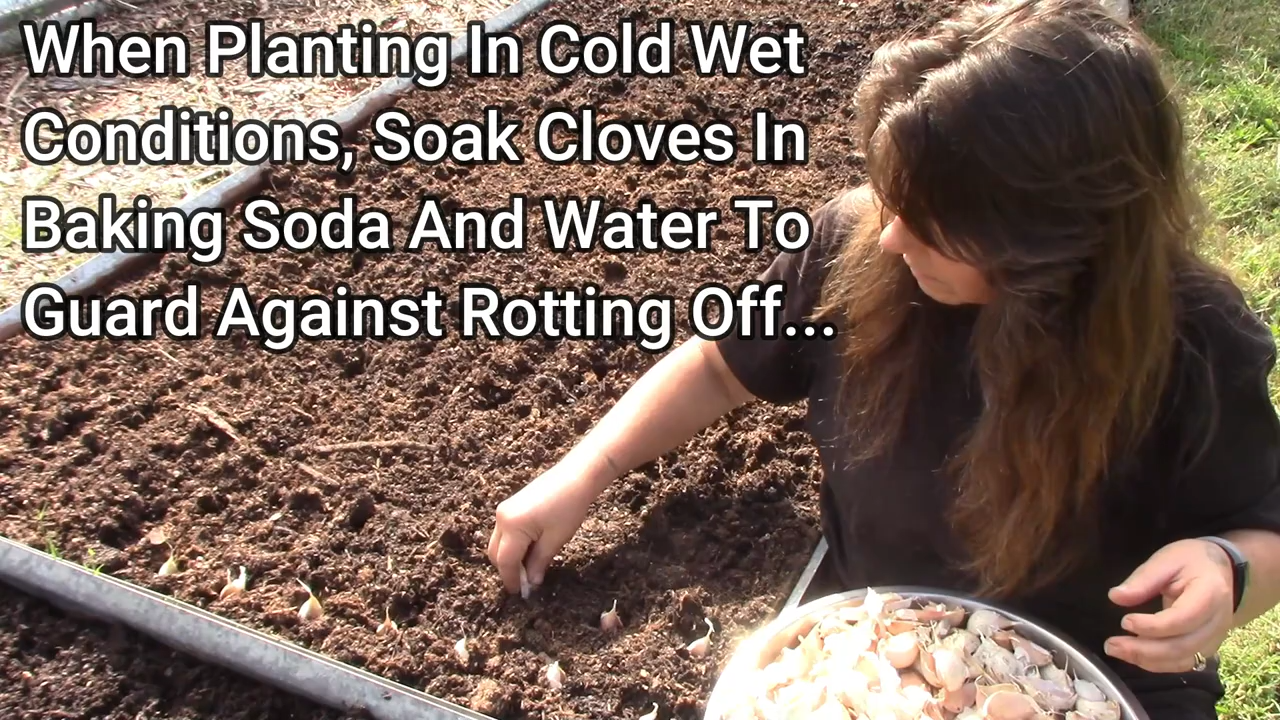 When Planting In Cold Wet
Conditions, Soak Cloves In
Baking Soda And Water To
Guard Against Rotting Off...